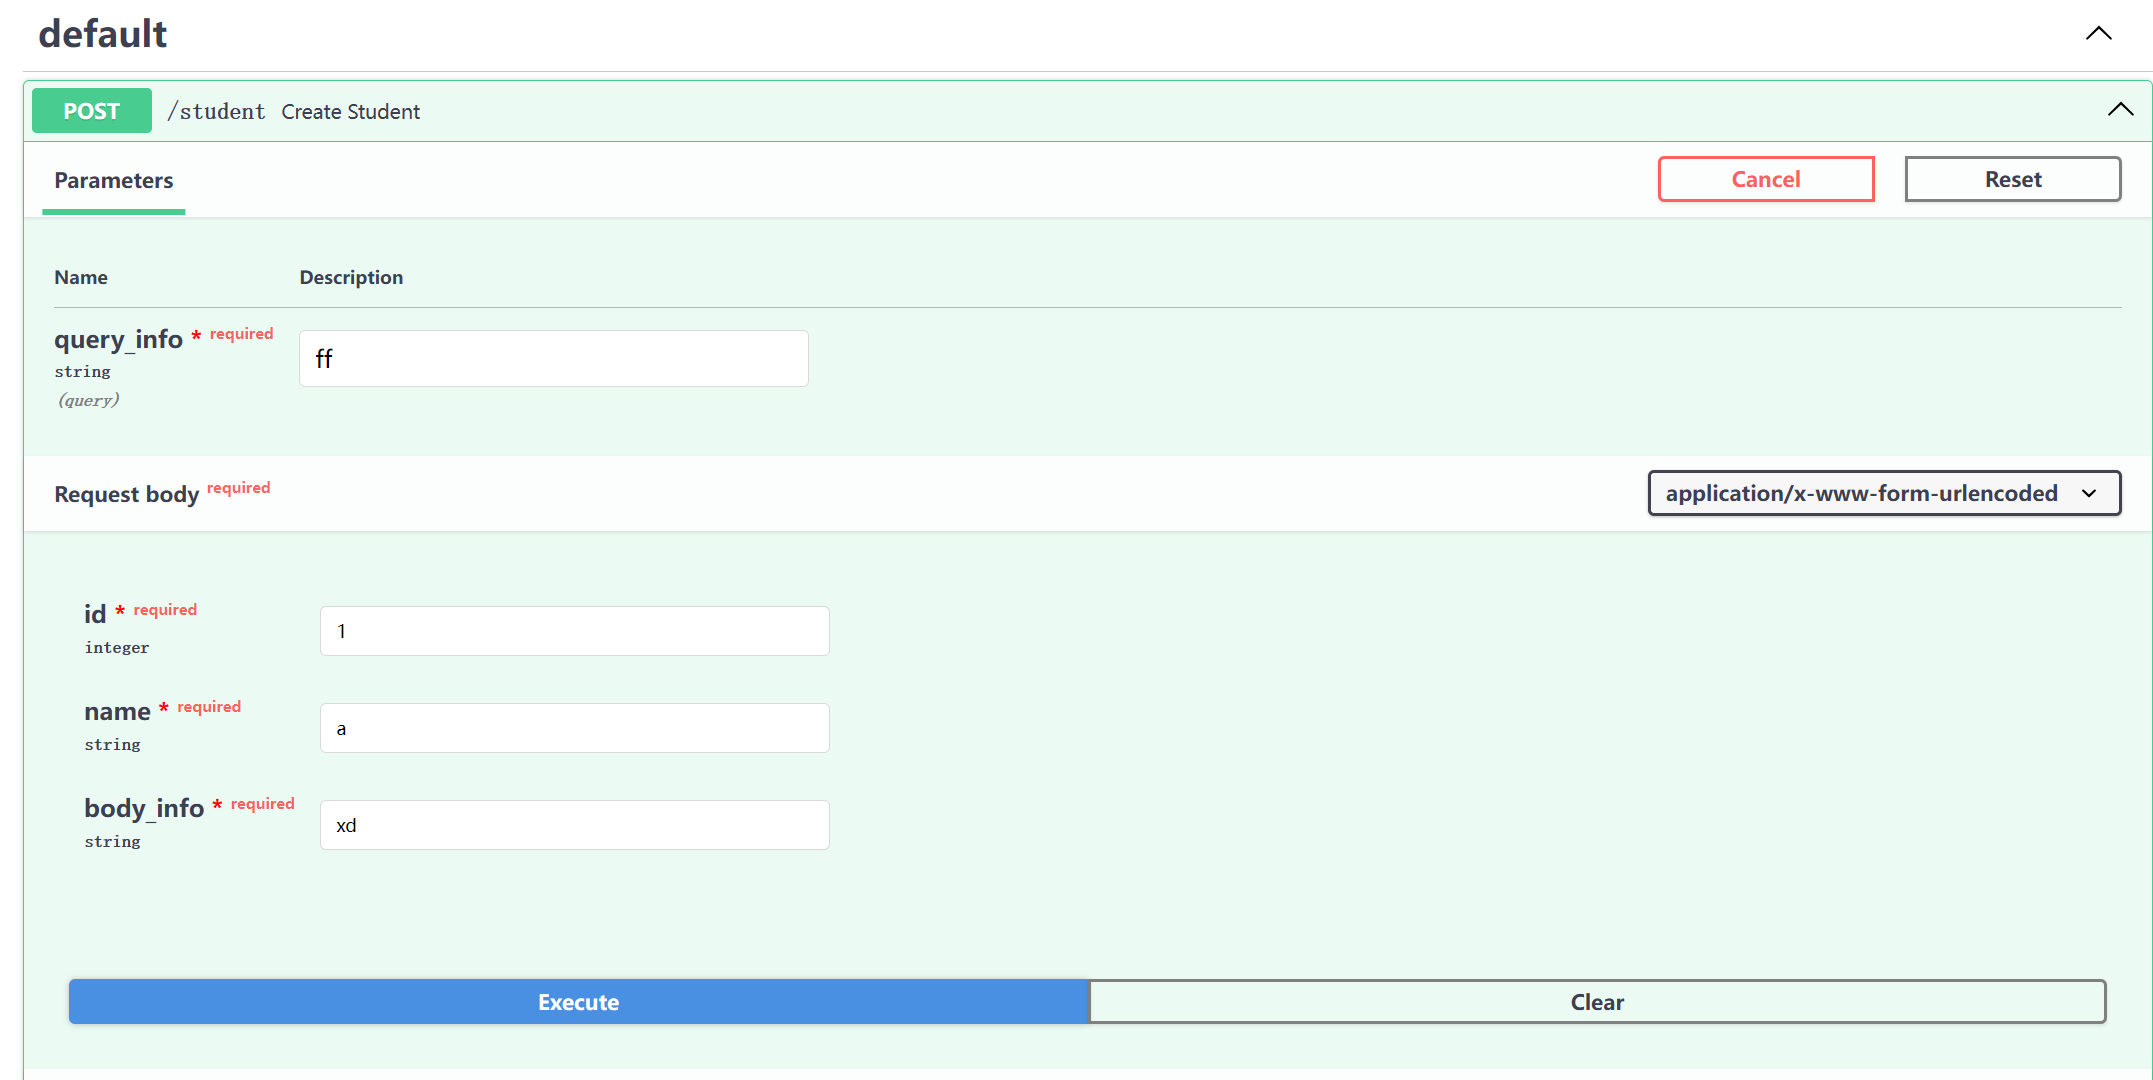 default
POST /student Create Student
Parameters Cancel Reset
Name Description
query_info * required
string
(query)
ff
Request body required application/x-www-form-urlencoded
id * required
integer
1
name * required
string
a
body_info * required
string
xd
Execute Clear